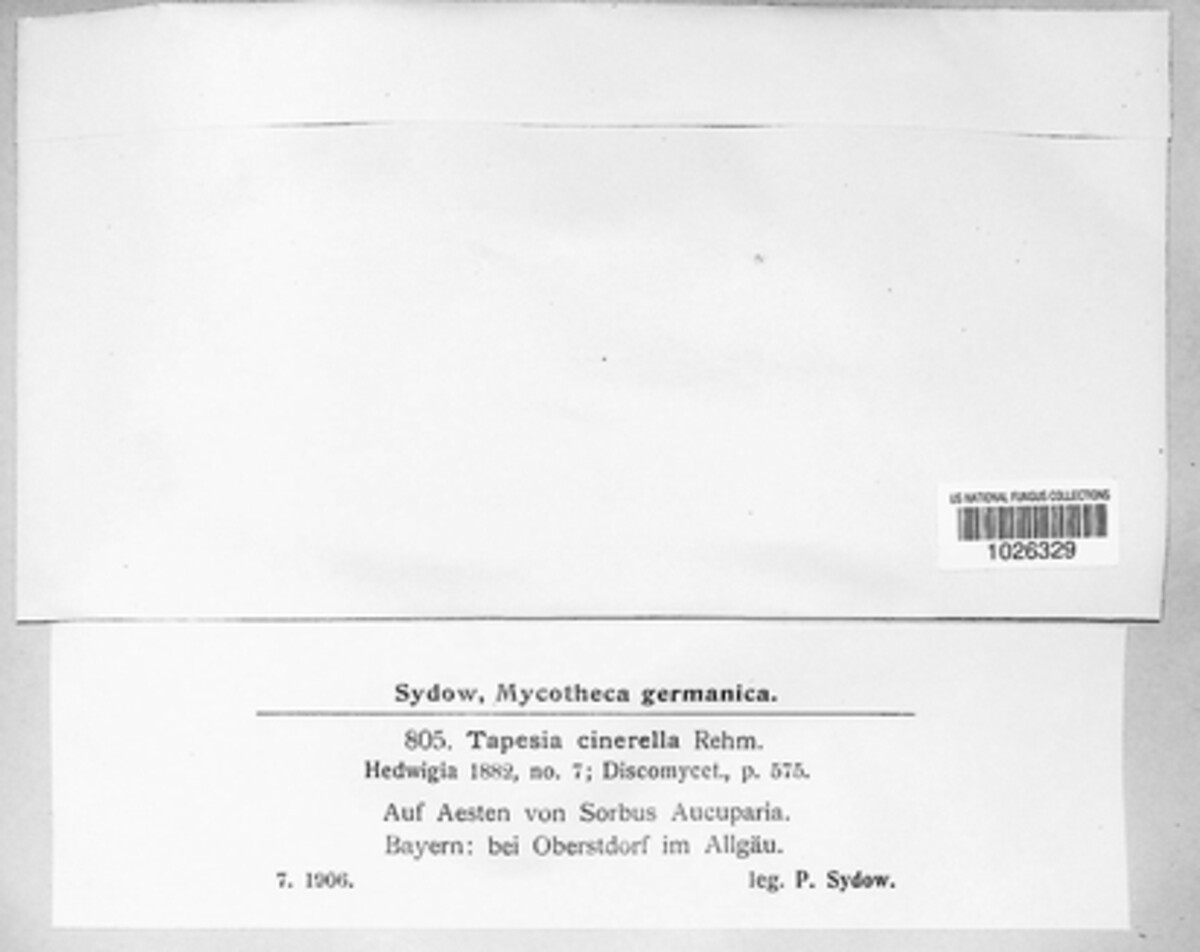 US NATIONAL FUNGUS COLLECTIONS
1026329
Sydow, Mycotheca germanica.
805. Tapesia cinerella Rehm.
Hedwigia 1882, no. 7; Discomycet., p. 575.
Auf Aesten von Sorbus Aucuparia.
Bayern: bei Oberstdorf im Allgäu.
7. 1906. leg. P. Sydow.